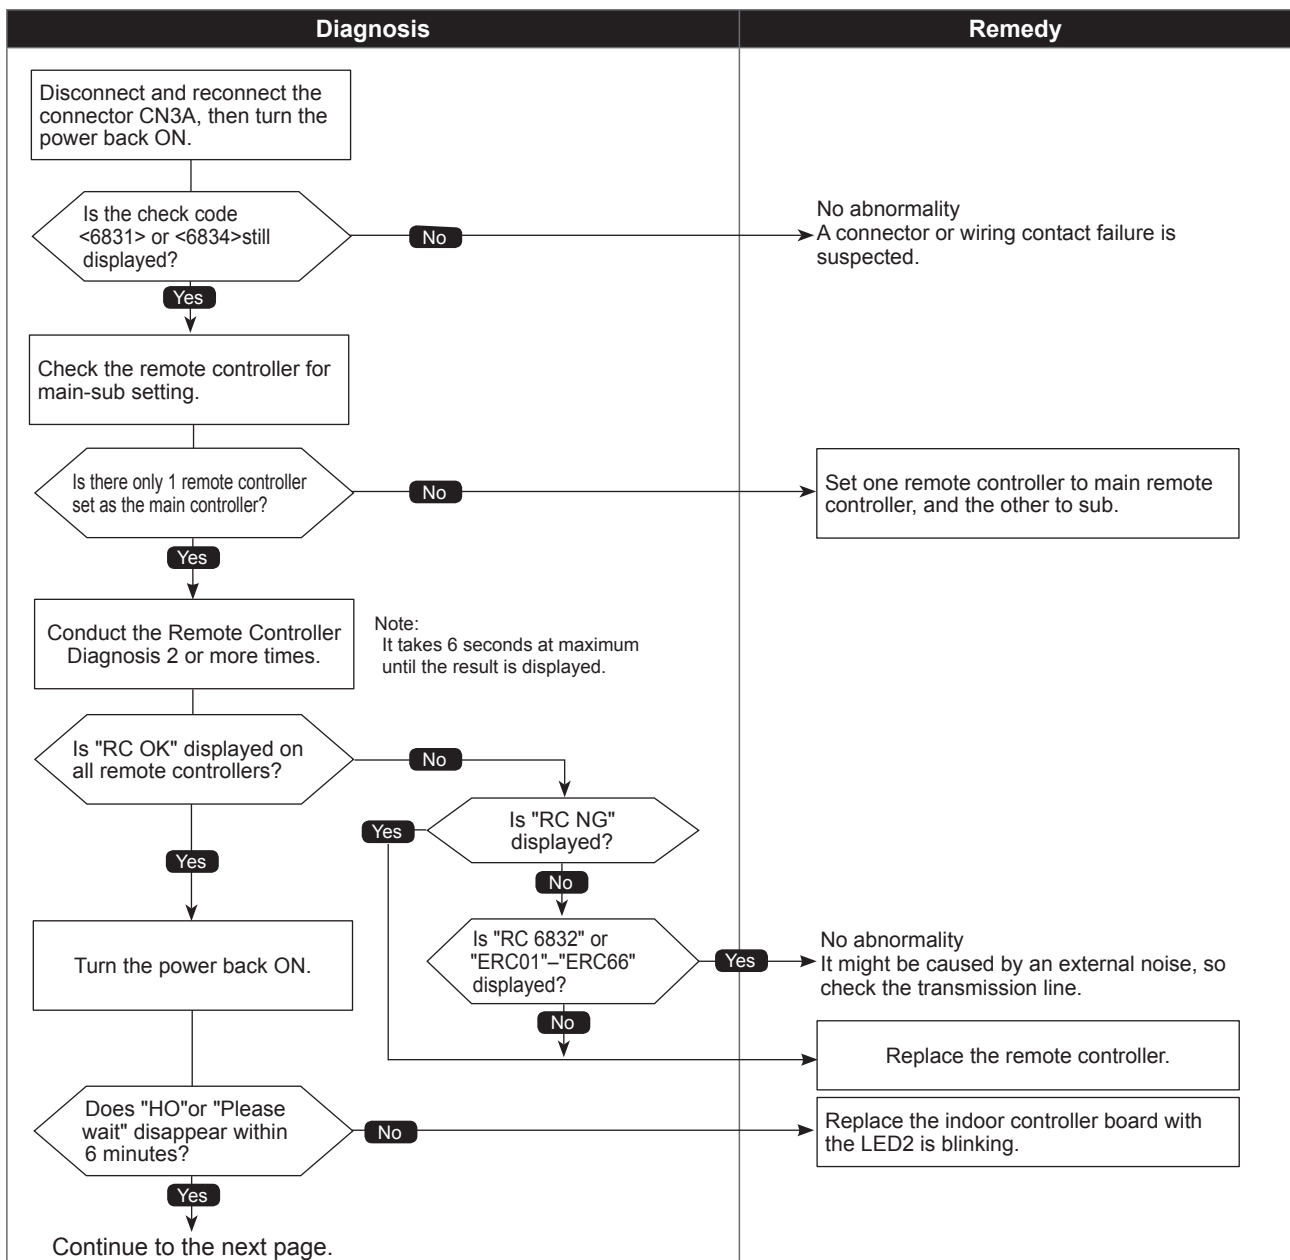 Diagnosis
Remedy
Disconnect and reconnect the
connector CN3A, then turn the
power back ON.
Is the check code
<6831> or <6834>still
displayed?
No
No abnormality
A connector or wiring contact failure is
suspected.
Yes
Check the remote controller for
main-sub setting.
Is there only 1 remote controller
set as the main controller?
No
Set one remote controller to main remote
controller, and the other to sub.
Yes
Conduct the Remote Controller
Diagnosis 2 or more times.
Note:
It takes 6 seconds at maximum
until the result is displayed.
Is "RC OK" displayed on
all remote controllers?
No
Is "RC NG"
displayed?
Yes
Yes
No
Turn the power back ON.
Is "RC 6832" or
"ERC01"–"ERC66"
displayed?
Yes
No abnormality
It might be caused by an external noise, so
check the transmission line.
No
Replace the remote controller.
Does "HO"or "Please
wait" disappear within
6 minutes?
No
Replace the indoor controller board with
the LED2 is blinking.
Yes
Continue to the next page.